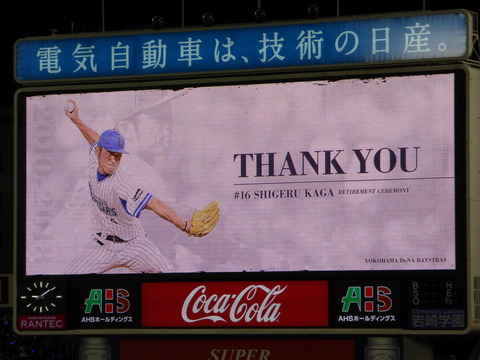 電気自動車は、技術の日産。
THANK YOU
#16 SHIGERU KAGA RETIREMENT CEREMONY
YOKOHAMA DeNA BAYSTARS
RANTEC
AHS
AHSホールディングス
Coca-Cola
AHS
AHSホールディングス
B H
S E
O R
岩崎学園
SUPER